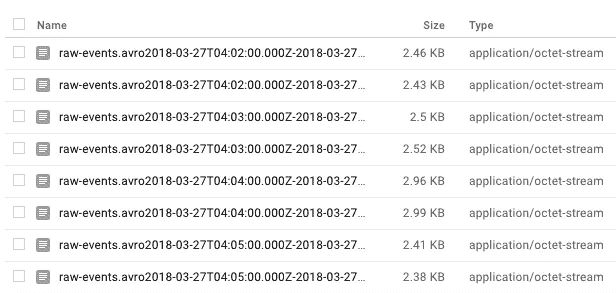 Name Size Type
raw-events.avro2018-03-27T04:02:00.000Z-2018-03-27... 2.46 KB application/octet-stream
raw-events.avro2018-03-27T04:02:00.000Z-2018-03-27... 2.43 KB application/octet-stream
raw-events.avro2018-03-27T04:03:00.000Z-2018-03-27... 2.5 KB application/octet-stream
raw-events.avro2018-03-27T04:03:00.000Z-2018-03-27... 2.52 KB application/octet-stream
raw-events.avro2018-03-27T04:04:00.000Z-2018-03-27... 2.96 KB application/octet-stream
raw-events.avro2018-03-27T04:04:00.000Z-2018-03-27... 2.99 KB application/octet-stream
raw-events.avro2018-03-27T04:05:00.000Z-2018-03-27... 2.41 KB application/octet-stream
raw-events.avro2018-03-27T04:05:00.000Z-2018-03-27... 2.38 KB application/octet-stream